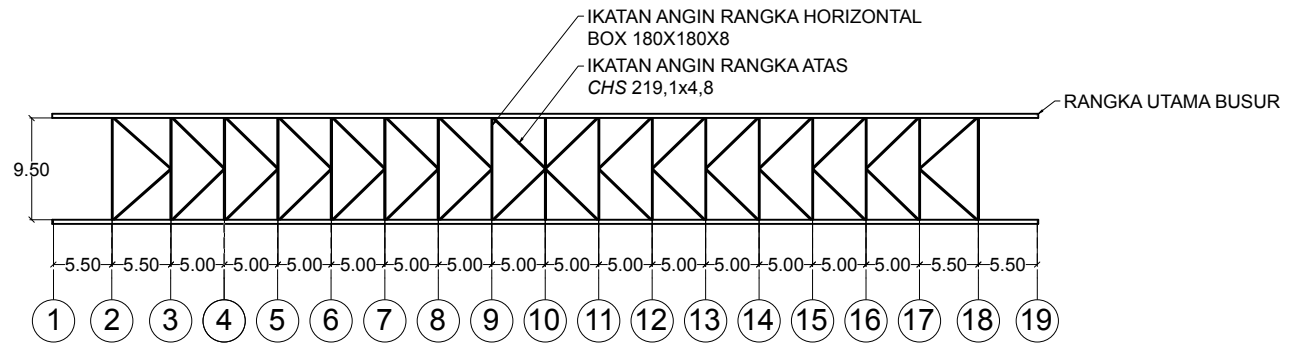 IKATAN ANGIN RANGKA HORIZONTAL
BOX 180X180X8
IKATAN ANGIN RANGKA ATAS
CHS 219,1x4,8
RANGKA UTAMA BUSUR
9.50
5.50 5.50 5.00 5.00 5.00 5.00 5.00 5.00 5.00 5.00 5.00 5.00 5.00 5.00 5.00 5.00 5.50 5.50
1 2 3 4 5 6 7 8 9 10 11 12 13 14 15 16 17 18 19